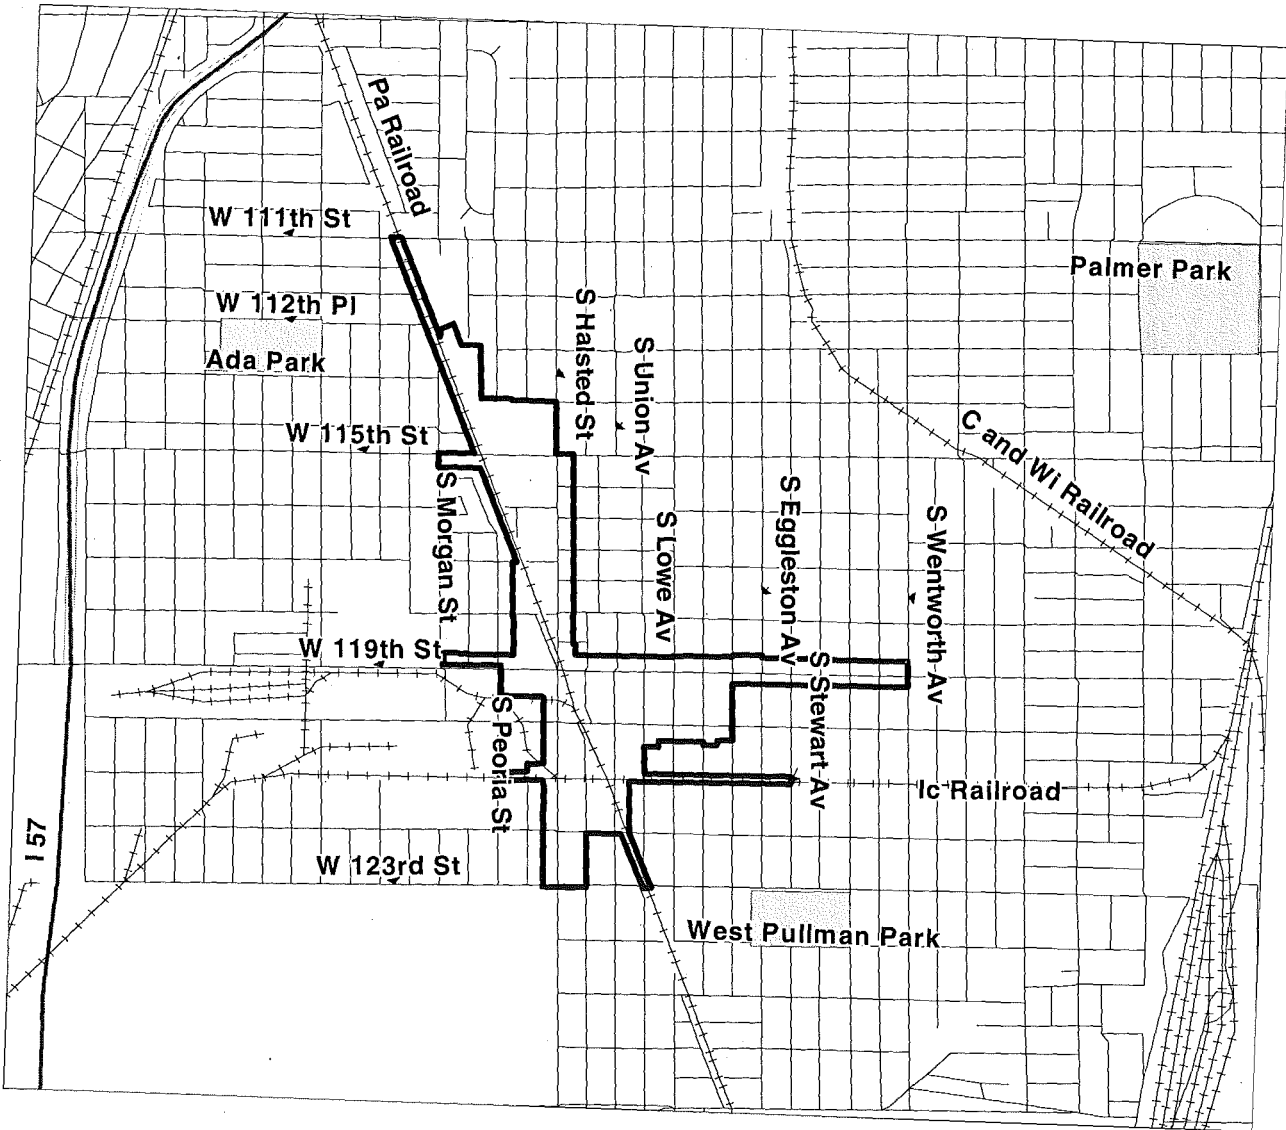 Pa Railroad
W 111th St
Palmer Park
W 112th Pl
Ada Park
S Halsted St
S Union Av
W 115th St
C and Wi Railroad
S Morgan St
S Lowe Av
S Eggleston Av
S Wentworth Av
W 119th St
S Stewart Av
S Peoria St
Ic Railroad
I 57
W 123rd St
West Pullman Park